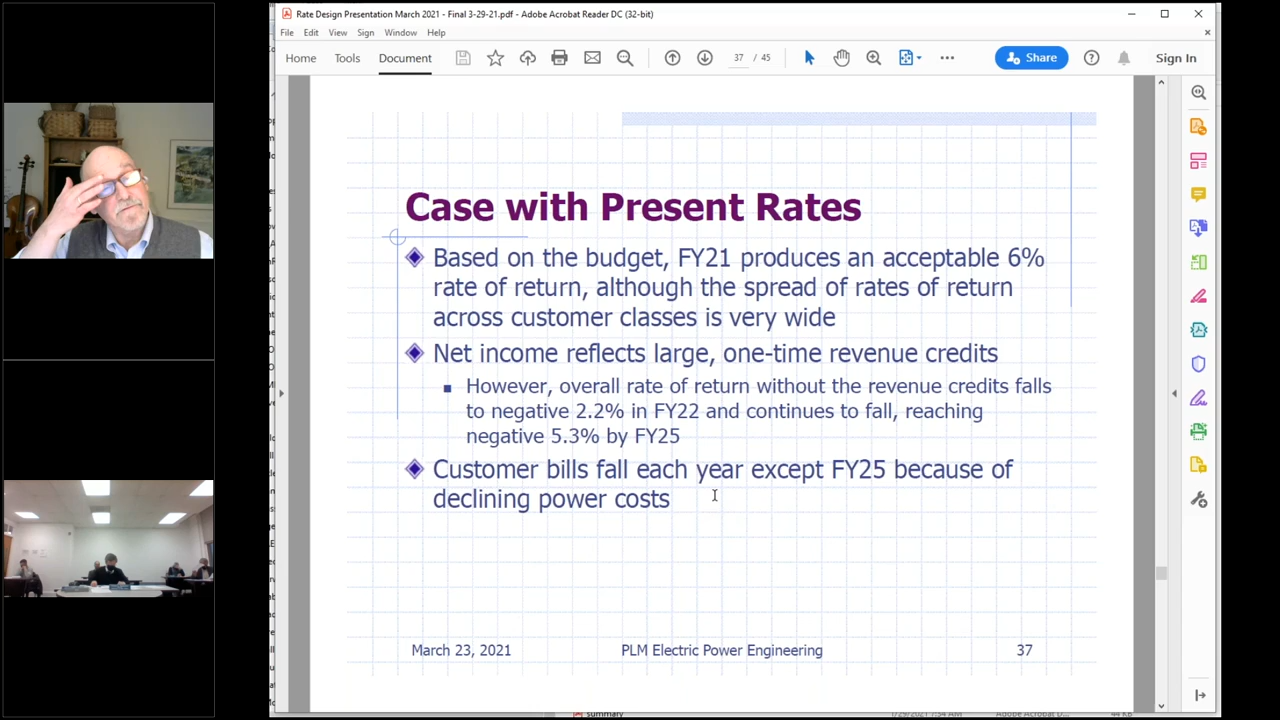 Rate Design Presentation March 2021 - Final 3-29-21.pdf - Adobe Acrobat Reader DC (32-bit)
File Edit View Sign Window Help
Home Tools Document 37 / 45 Share Sign In
Case with Present Rates
Based on the budget, FY21 produces an acceptable 6%
rate of return, although the spread of rates of return
across customer classes is very wide
Net income reflects large, one-time revenue credits
However, overall rate of return without the revenue credits falls
to negative 2.2% in FY22 and continues to fall, reaching
negative 5.3% by FY25
Customer bills fall each year except FY25 because of
declining power costs
March 23, 2021 PLM Electric Power Engineering 37
summary